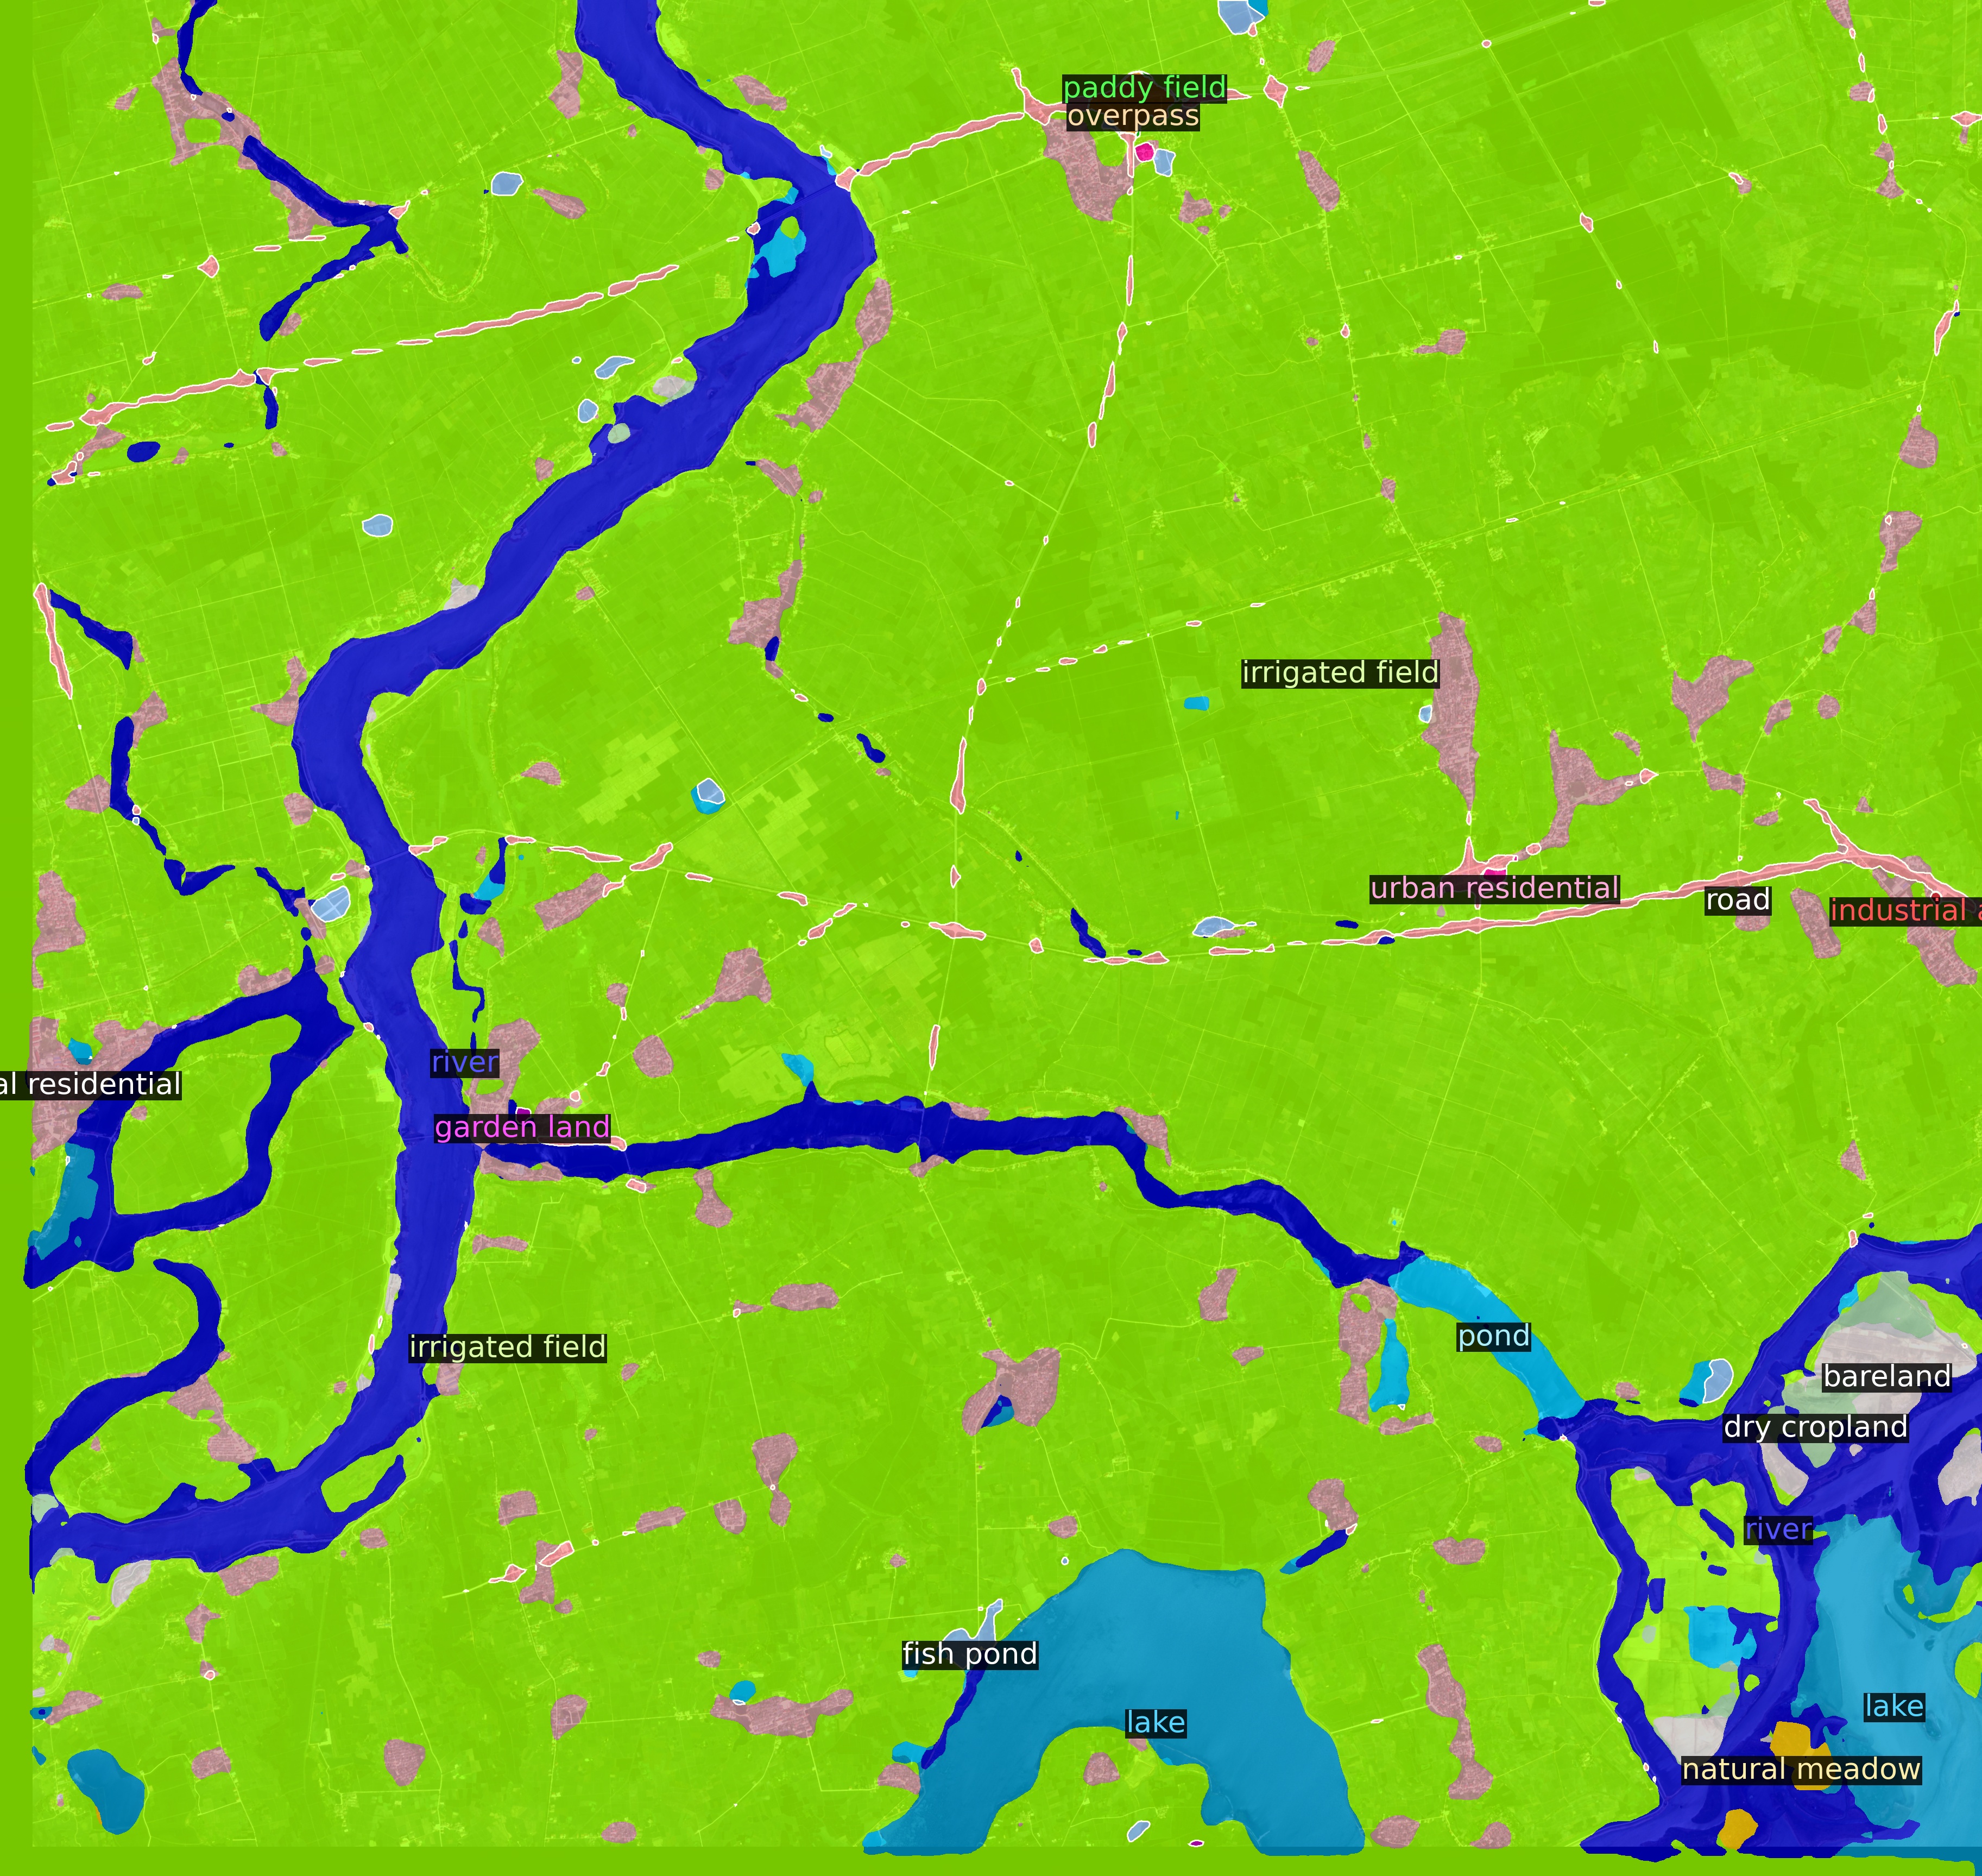 paddy field
overpass
irrigated field
urban residential
road
industrial a
river
al residential
garden land
pond
irrigated field
bareland
dry cropland
river
fish pond
lake
lake
natural meadow